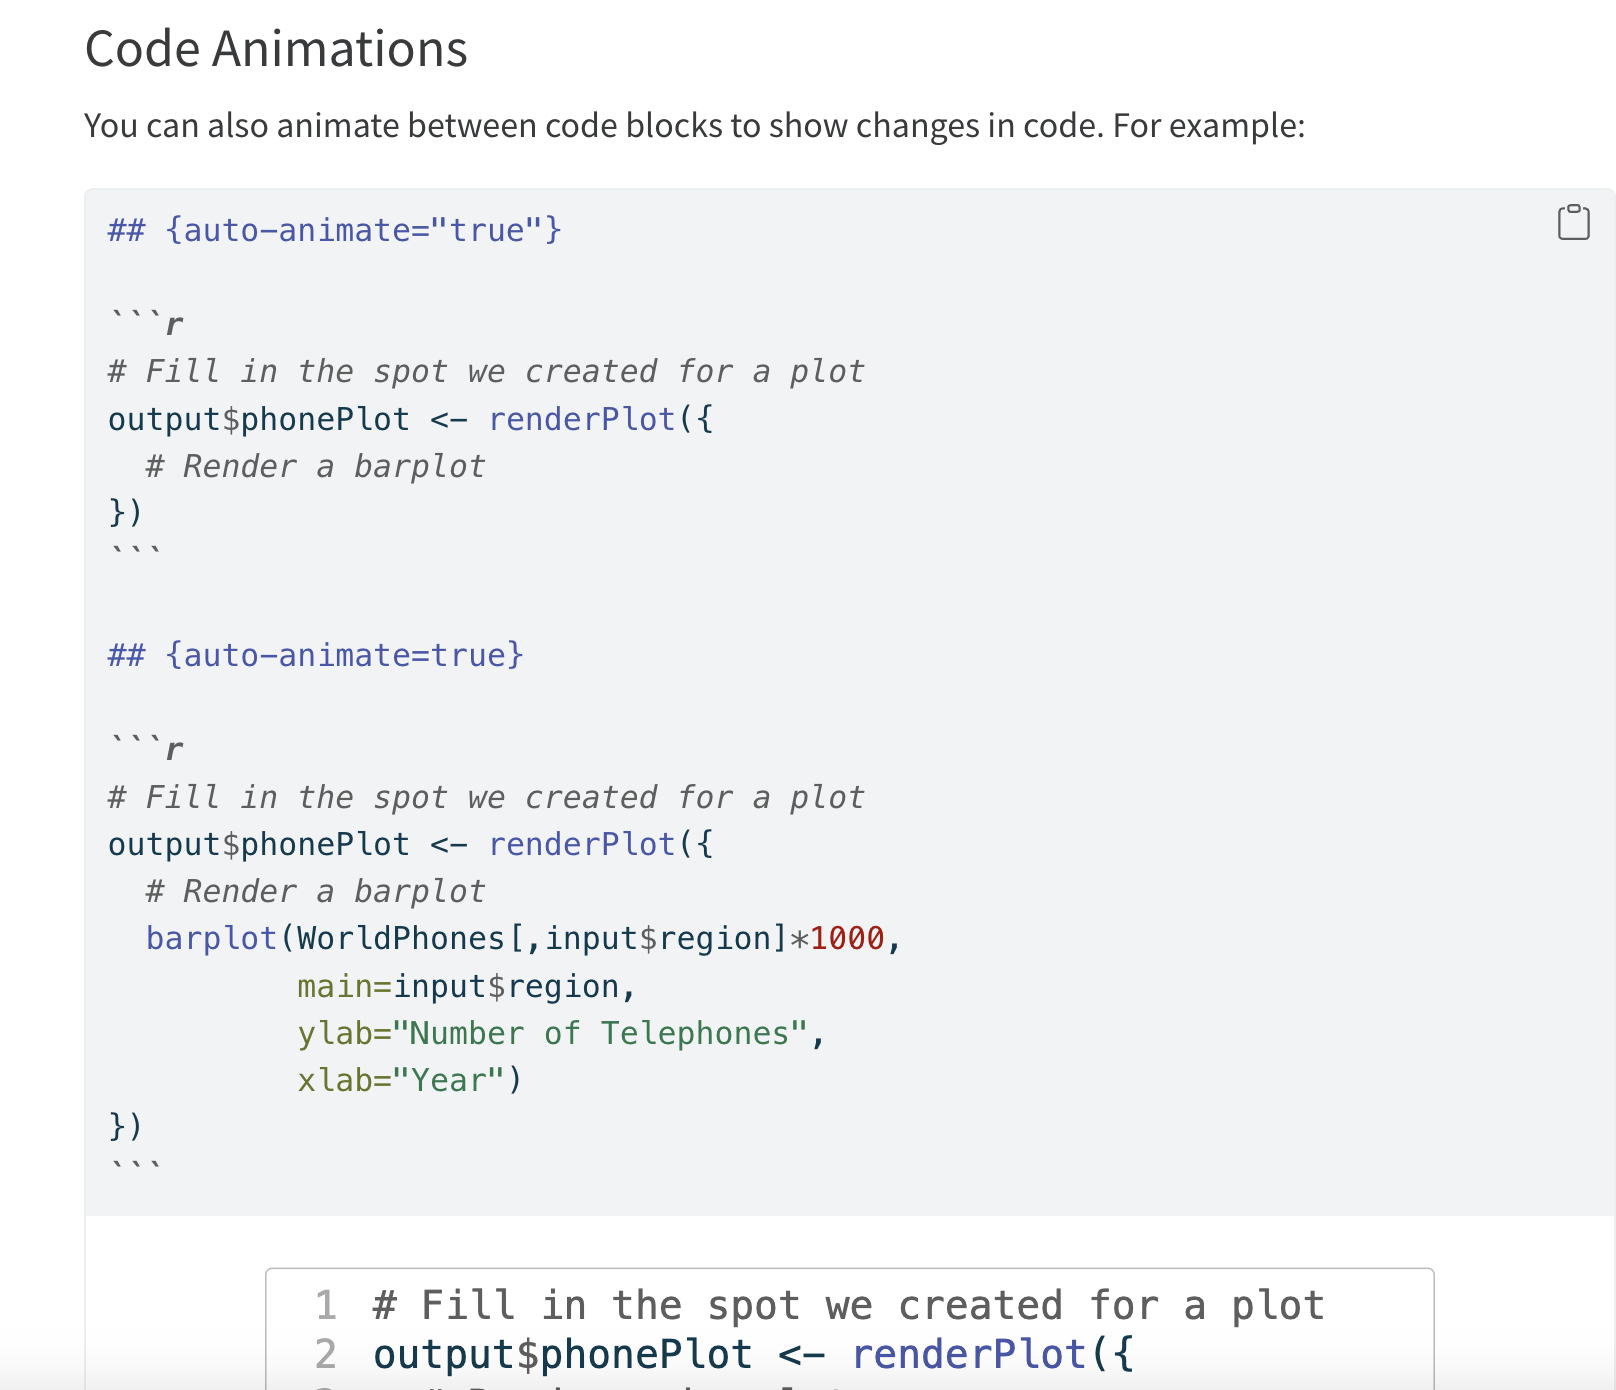 Code Animations
You can also animate between code blocks to show changes in code. For example:
## {auto-animate="true"}
```r
# Fill in the spot we created for a plot
output$phonePlot <- renderPlot({
  # Render a barplot
})
```
## {auto-animate=true}
```r
# Fill in the spot we created for a plot
output$phonePlot <- renderPlot({
  # Render a barplot
  barplot(WorldPhones[,input$region]*1000,
          main=input$region,
          ylab="Number of Telephones",
          xlab="Year")
})
```
1 # Fill in the spot we created for a plot
2 output$phonePlot <- renderPlot({